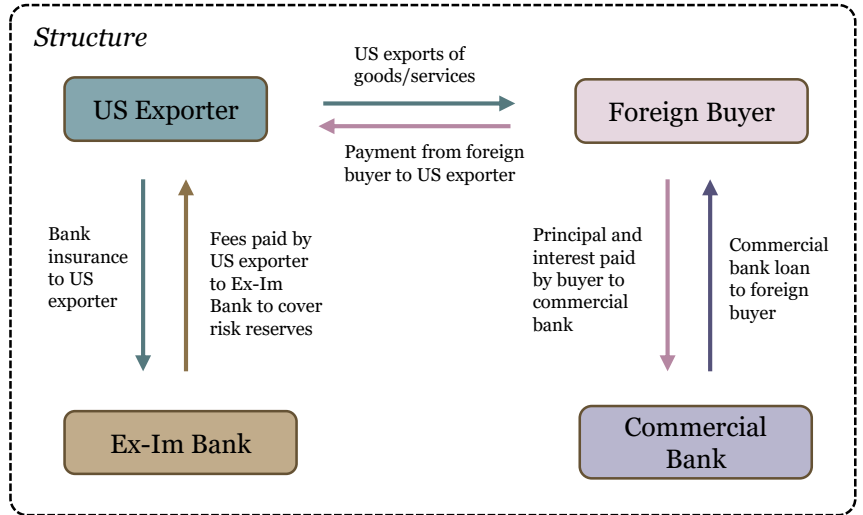 Structure
US exports of
goods/services
US Exporter
Foreign Buyer
Payment from foreign
buyer to US exporter
Bank
insurance
to US
exporter
Fees paid by
US exporter
to Ex-Im
Bank to cover
risk reserves
Principal and
interest paid
by buyer to
commercial
bank
Commercial
bank loan
to foreign
buyer
Ex-Im Bank
Commercial
Bank